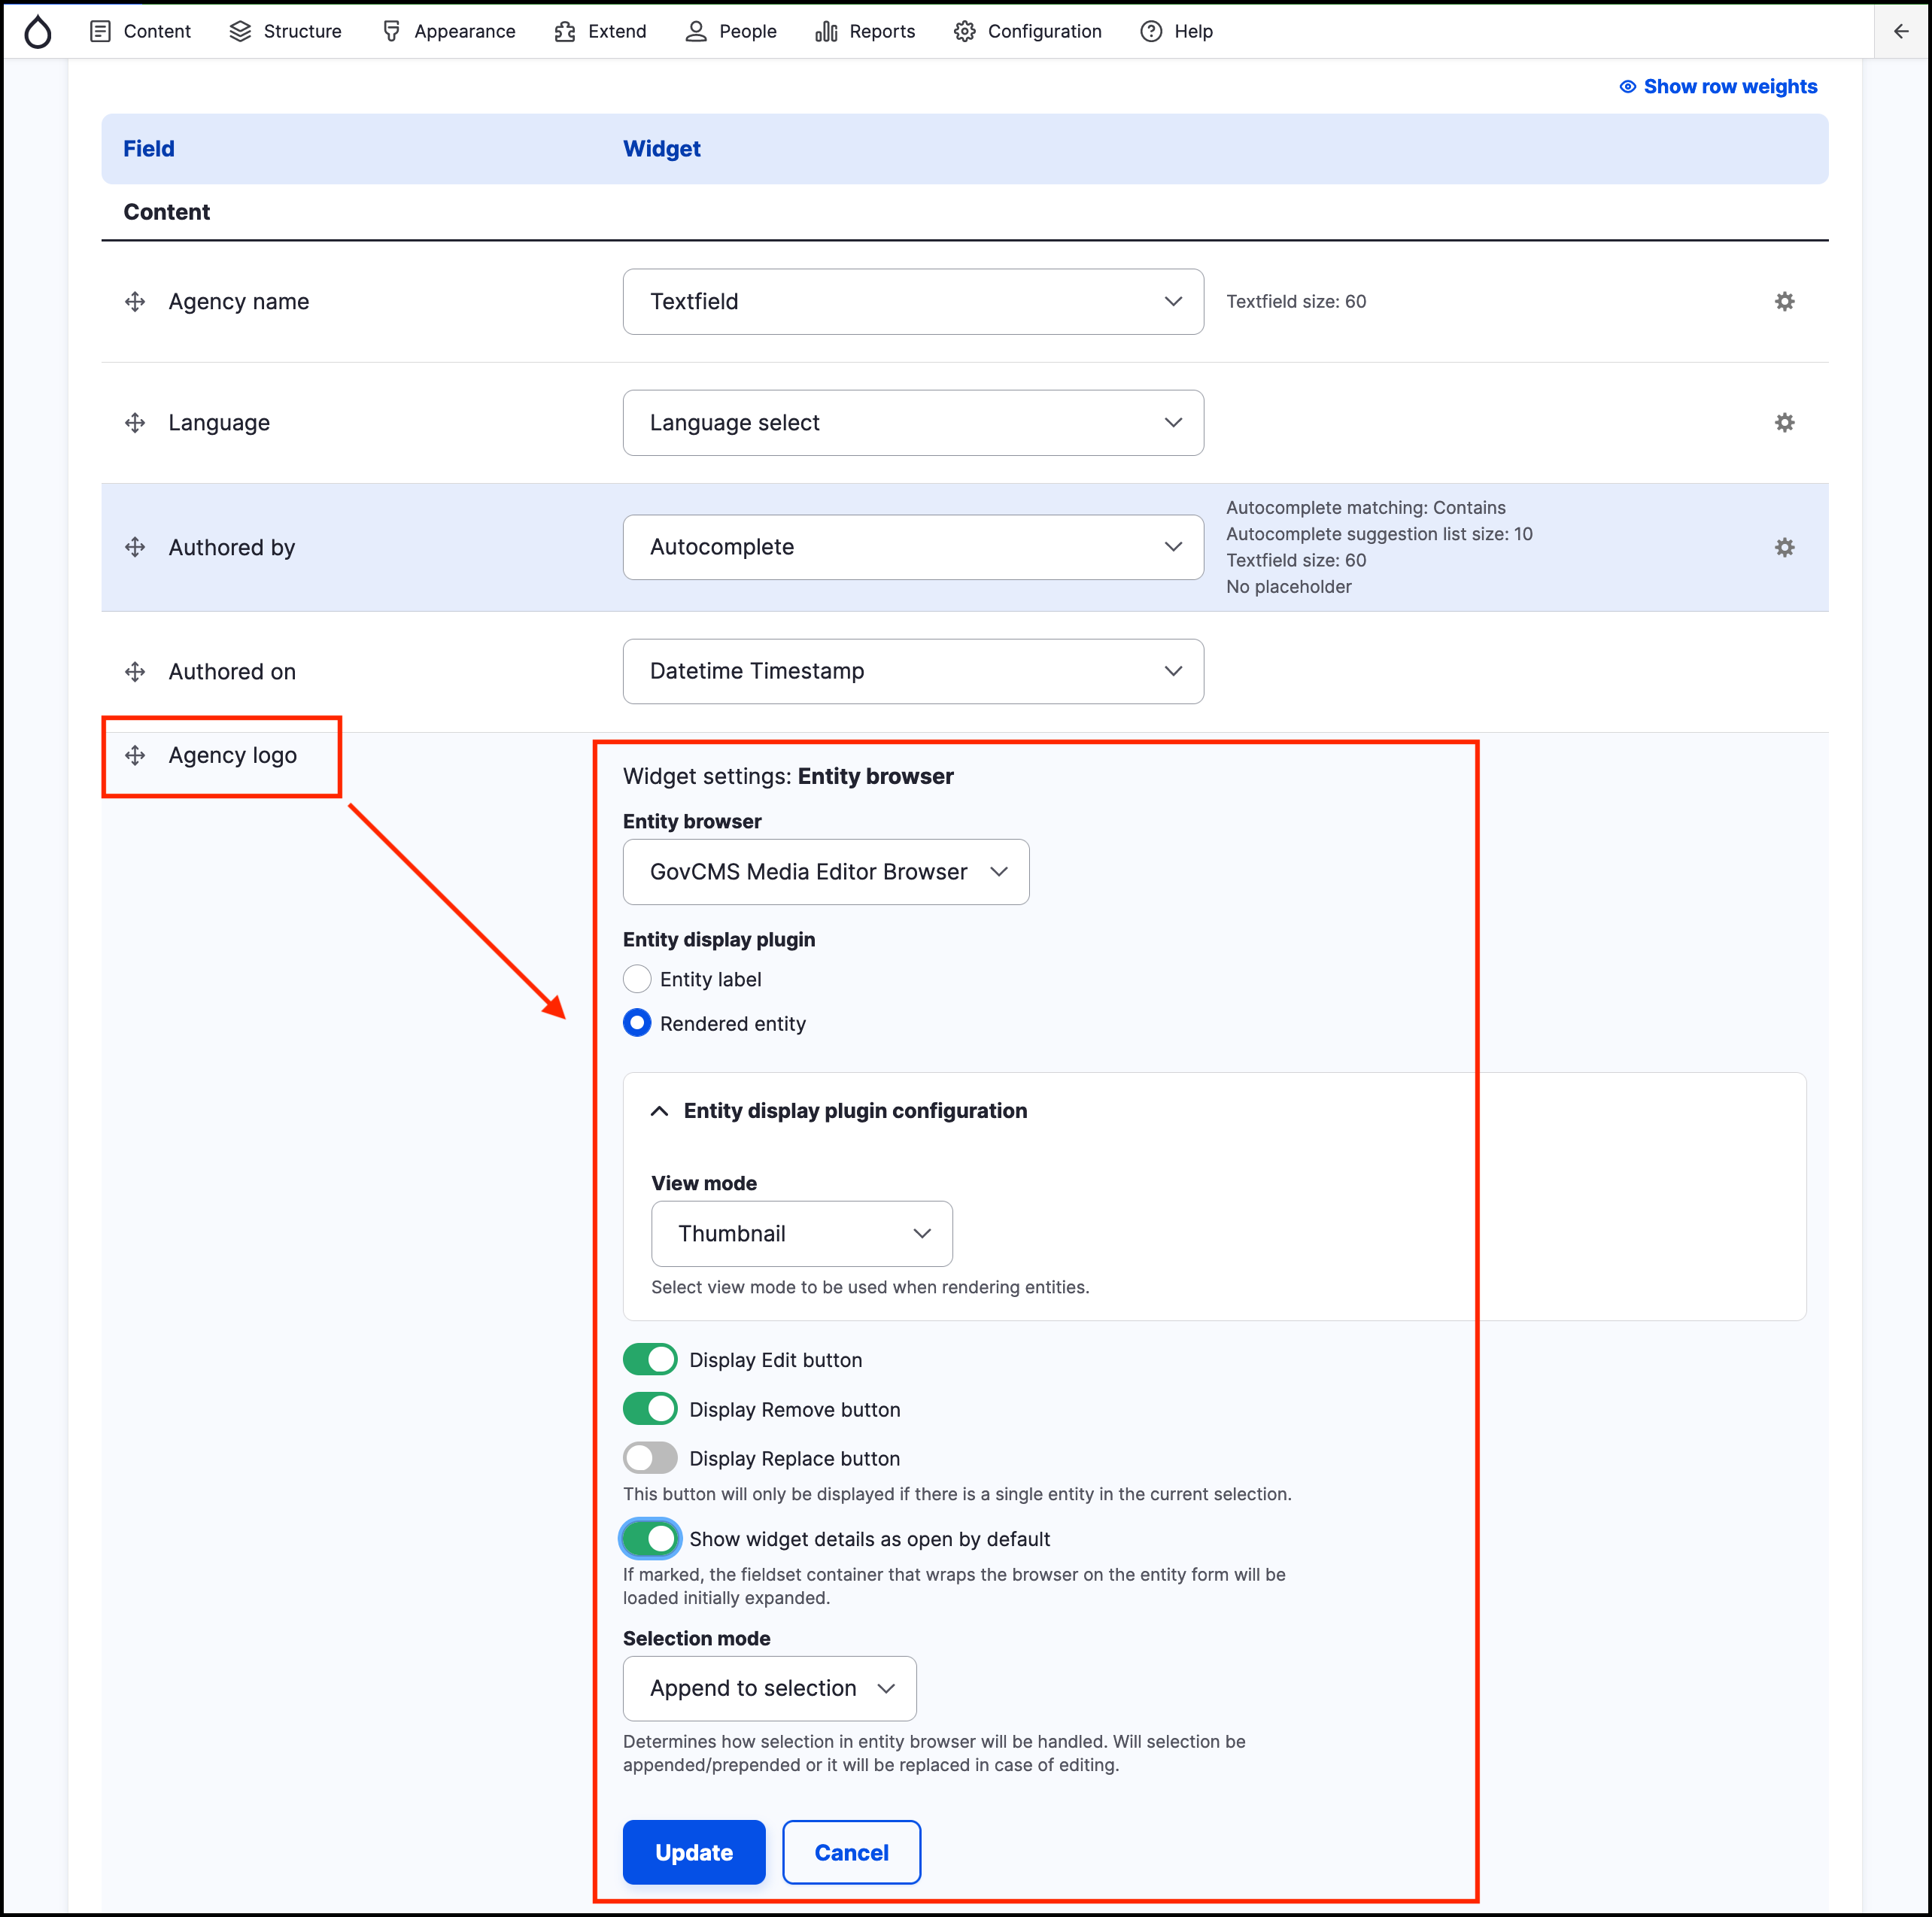 Content Structure Appearance Extend People Reports Configuration Help
Show row weights
Field Widget
Content
Agency name Textfield Textfield size: 60
Language Language select
Authored by Autocomplete
Autocomplete matching: Contains
Autocomplete suggestion list size: 10
Textfield size: 60
No placeholder
Authored on Datetime Timestamp
Agency logo
Widget settings: Entity browser
Entity browser
GovCMS Media Editor Browser
Entity display plugin
Entity label
Rendered entity
Entity display plugin configuration
View mode
Thumbnail
Select view mode to be used when rendering entities.
Display Edit button
Display Remove button
Display Replace button
This button will only be displayed if there is a single entity in the current selection.
Show widget details as open by default
If marked, the fieldset container that wraps the browser on the entity form will be
loaded initially expanded.
Selection mode
Append to selection
Determines how selection in entity browser will be handled. Will selection be
appended/prepended or it will be replaced in case of editing.
Update Cancel